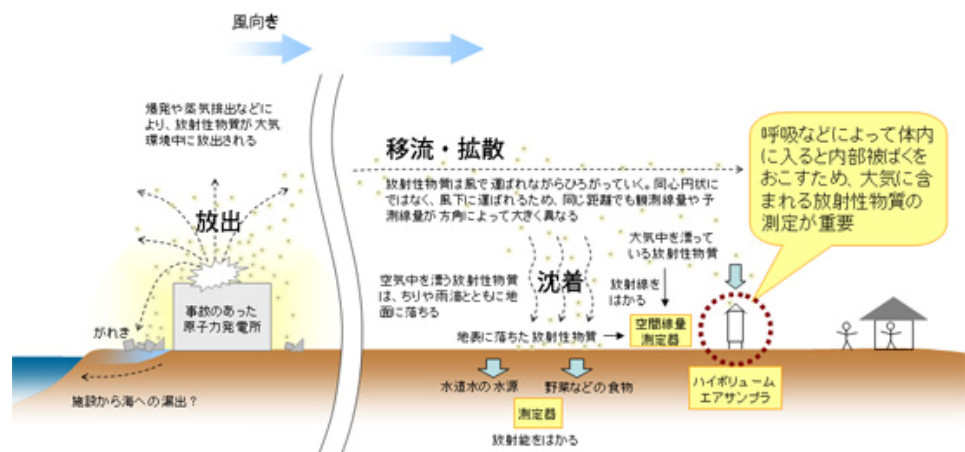 風向き
爆発や蒸気排出などに
より、放射性物質が大気
環境中に放出される
放出
事故のあった
原子力発電所
がれき
施設から海への漏出?
移流・拡散
放射性物質は風で運ばれながらひろがっていく。同心円状に
ではなく、風下に運ばれるため、同じ距離でも観測線量や予
測線量が方角によって大きく異なる
沈着
空気中を漂う放射性物質
は、ちりや雨滴とともに地
面に落ちる
地表に落ちた放射性物質
大気中を漂って
いる放射性物質
放射線を
はかる
空間線量
測定器
水道水の水源
野菜などの食物
測定器
放射能をはかる
呼吸などによって体内
に入ると内部被ばくを
おこすため、大気に含
まれる放射性物質の
測定が重要
ハイボリューム
エアサンプラ